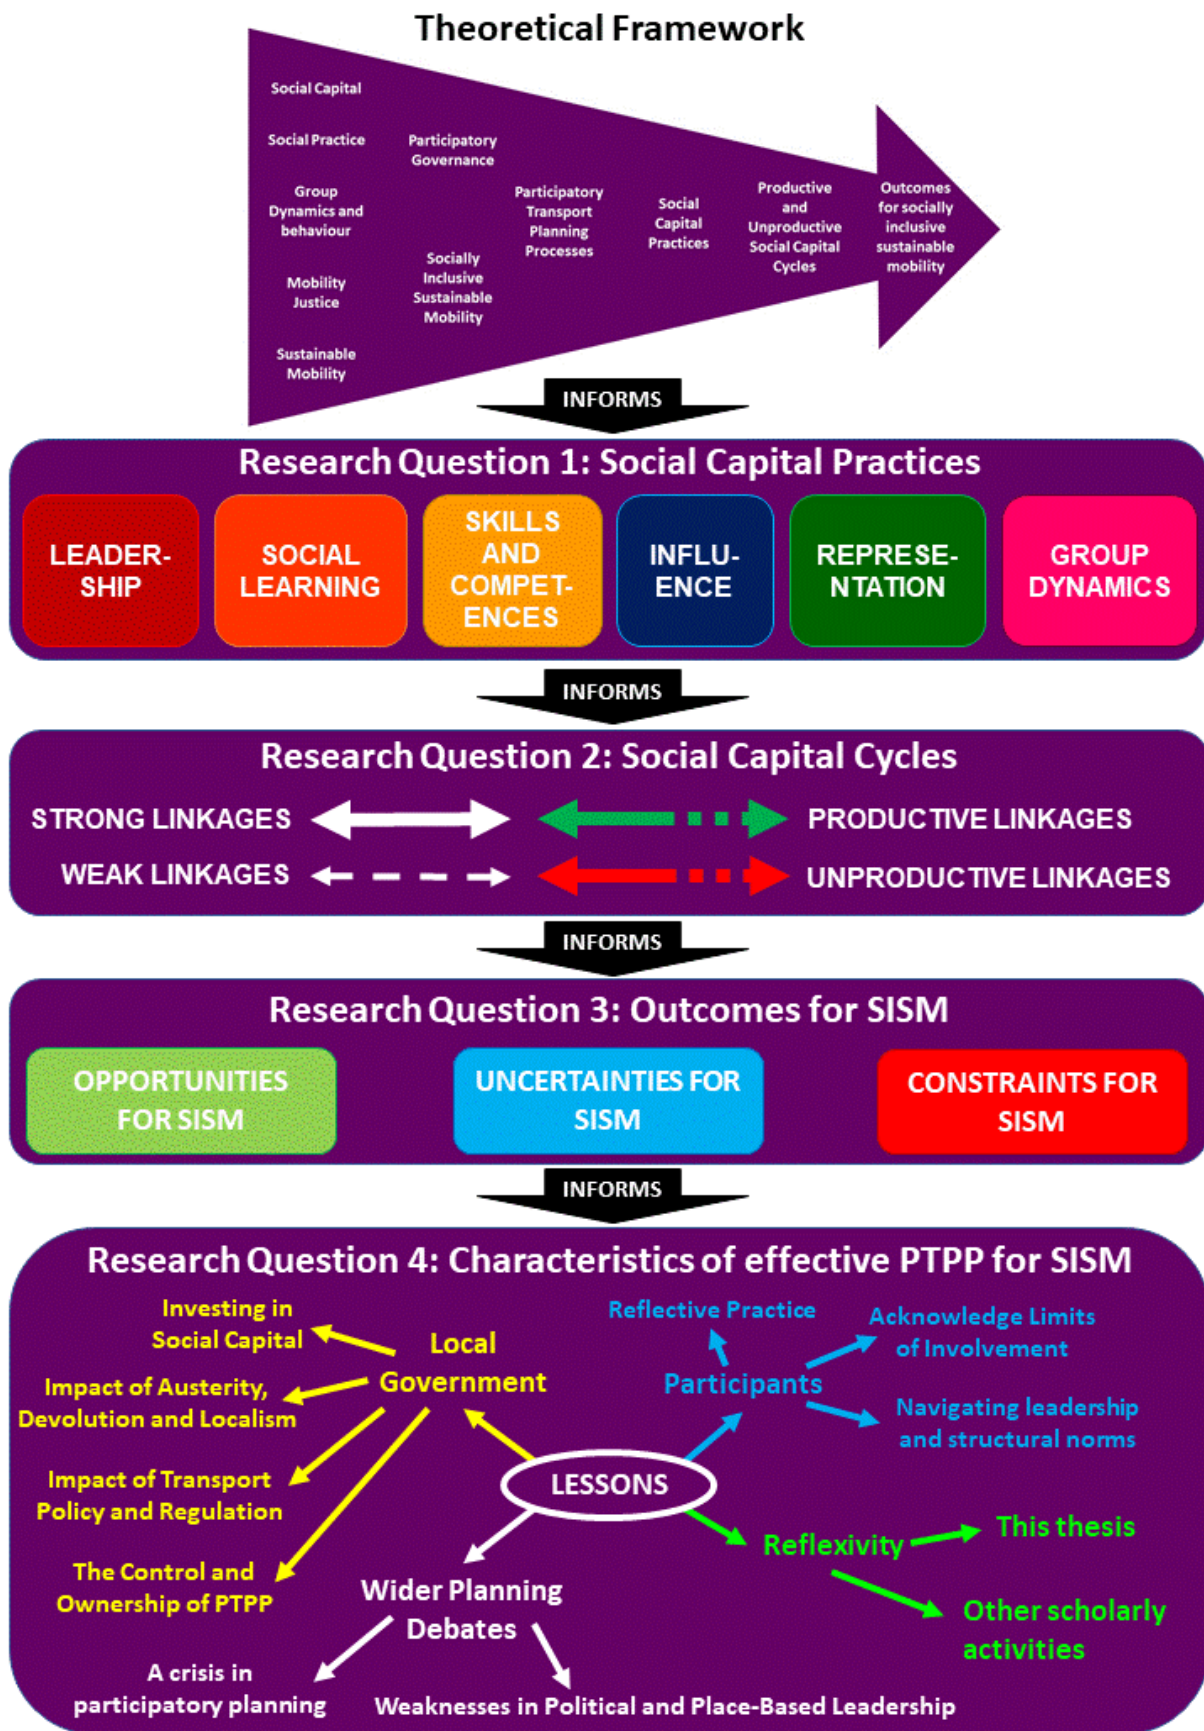 Theoretical Framework
Social Capital
Social Practice
Group
Dynamics and
behaviour
Mobility
Justice
Sustainable
Mobility
Participatory
Governance
Socially
Inclusive
Sustainable
Mobility
Participatory
Transport
Planning
Processes
Social
Capital
Practices
Productive
and
Unproductive
Social Capital
Cycles
Outcomes
for socially
inclusive
sustainable
mobility
INFORMS
Research Question 1: Social Capital Practices
LEADER-
SHIP
SOCIAL
LEARNING
SKILLS
AND
COMPET-
ENCES
INFLU-
ENCE
REPRESE-
NTATION
GROUP
DYNAMICS
INFORMS
Research Question 2: Social Capital Cycles
STRONG LINKAGES
PRODUCTIVE LINKAGES
WEAK LINKAGES
UNPRODUCTIVE LINKAGES
INFORMS
Research Question 3: Outcomes for SISM
OPPORTUNITIES
FOR SISM
UNCERTAINTIES FOR
SISM
CONSTRAINTS FOR
SISM
INFORMS
Research Question 4: Characteristics of effective PTPP for SISM
Investing in
Social Capital
Local
Government
Impact of Austerity,
Devolution and Localism
Impact of Transport
Policy and Regulation
The Control and
Ownership of PTPP
Reflective Practice
Participants
Acknowledge Limits
of Involvement
Navigating leadership
and structural norms
LESSONS
Reflexivity
This thesis
Other scholarly
activities
Wider Planning
Debates
A crisis in
participatory planning
Weaknesses in Political and Place-Based Leadership